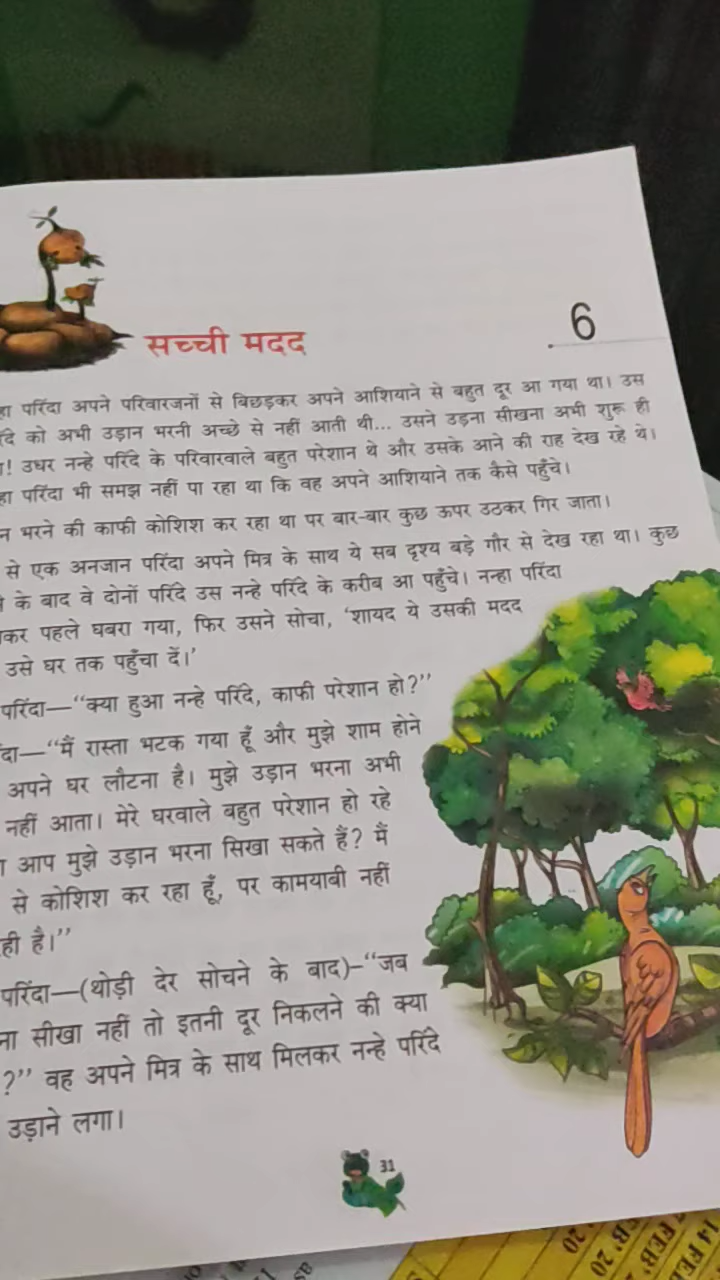 सच्ची मदद
6
परिंदा अपने परिवारजनों से बिछड़कर अपने आशियाने से बहुत दूर आ गया था। उस
को अभी उड़ान भरनी अच्छे से नहीं आती थी... उसने उड़ना सीखना अभी शुरू ही
! उधर नन्हे परिंदे के परिवारवाले बहुत परेशान थे और उसके आने की राह देख रहे थे।
परिंदा भी समझ नहीं पा रहा था कि वह अपने आशियाने तक कैसे पहुँचे।
भरने की काफी कोशिश कर रहा था पर बार-बार कुछ ऊपर उठकर गिर जाता।
से एक अनजान परिंदा अपने मित्र के साथ ये सब दृश्य बड़े गौर से देख रहा था। कुछ
के बाद वे दोनों परिंदे उस नन्हे परिंदे के करीब आ पहुँचे। नन्हा परिंदा
पहले घबरा गया, फिर उसने सोचा, ‘शायद ये उसकी मदद
उसे घर तक पहुँचा दें।’
परिंदा—“क्या हुआ नन्हे परिंदे, काफी परेशान हो?”
“मैं रास्ता भटक गया हूँ और मुझे शाम होने
अपने घर लौटना है। मुझे उड़ान भरना अभी
नहीं आता। मेरे घरवाले बहुत परेशान हो रहे
आप मुझे उड़ान भरना सिखा सकते हैं? मैं
से कोशिश कर रहा हूँ, पर कामयाबी नहीं
ही है।”
परिंदा—(थोड़ी देर सोचने के बाद)–“जब
सीखा नहीं तो इतनी दूर निकलने की क्या
?” वह अपने मित्र के साथ मिलकर नन्हे परिंदे
उड़ाने लगा।
31
14 FE
FEB' 20